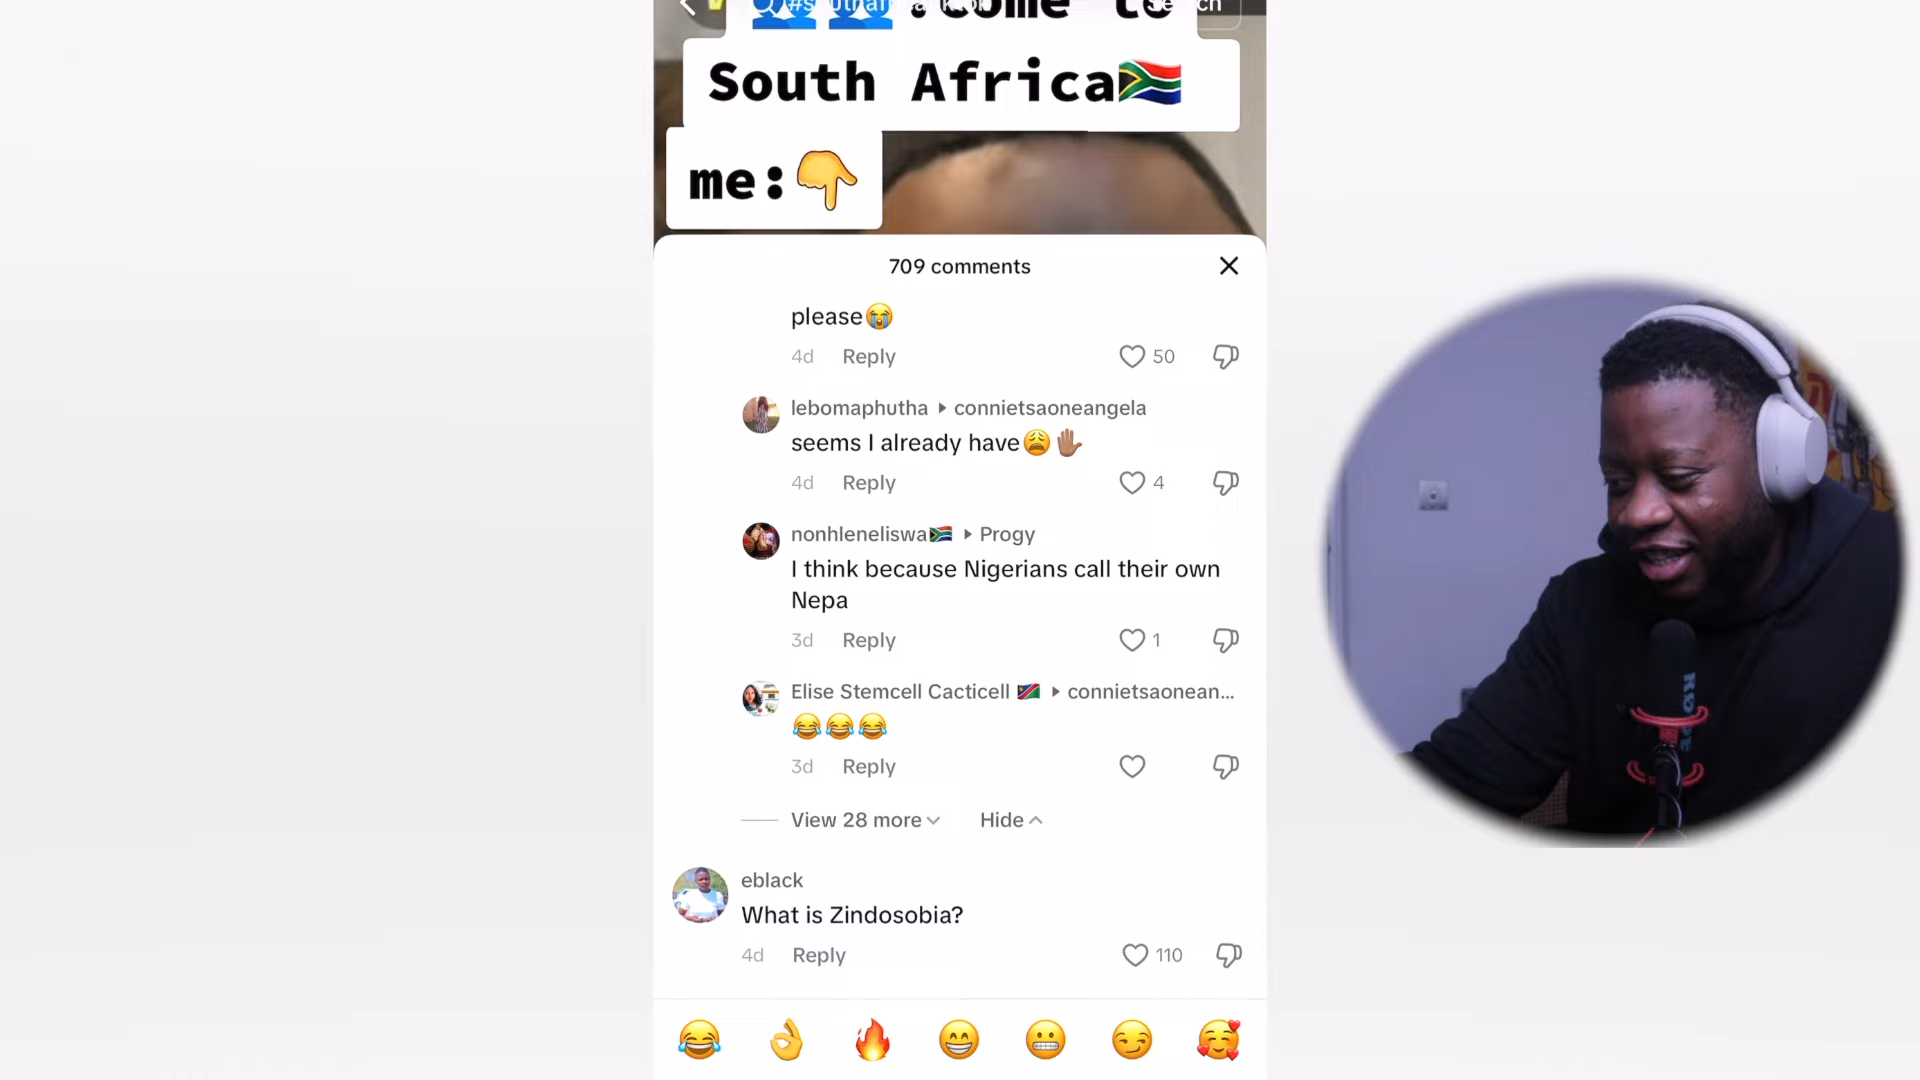 :come to
South Africa🇿🇦
me:👇
709 comments
please😭
4d Reply 50
lebomaphutha ▸ connietsaoneangela
seems I already have😩🤚🏽
4d Reply 4
nonhleneliswa🇿🇦 ▸ Progy
I think because Nigerians call their own
Nepa
3d Reply 1
Elise Stemcell Cacticell 🇳🇦 ▸ connietsaonean...
😂😂😂
3d Reply
View 28 more Hide
eblack
What is Zindosobia?
4d Reply 110